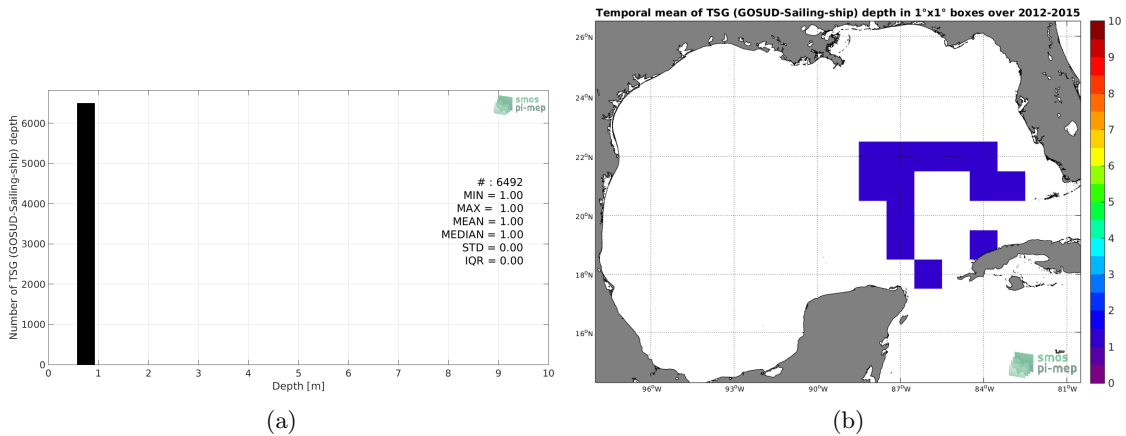 smos
pi-mep
# : 6492
MIN = 1.00
MAX = 1.00
MEAN = 1.00
MEDIAN = 1.00
STD = 0.00
IQR = 0.00
Number of TSG (GOSUD-Sailing-ship) depth
6000
5000
4000
3000
2000
1000
0
0 1 2 3 4 5 6 7 8 9 10
Depth [m]
(a)
Temporal mean of TSG (GOSUD-Sailing-ship) depth in 1°x1° boxes over 2012-2015
26°N
24°N
22°N
20°N
18°N
16°N
96°W 93°W 90°W 87°W 84°W 81°W
smos
pi-mep
10
9
8
7
6
5
4
3
2
1
0
(b)